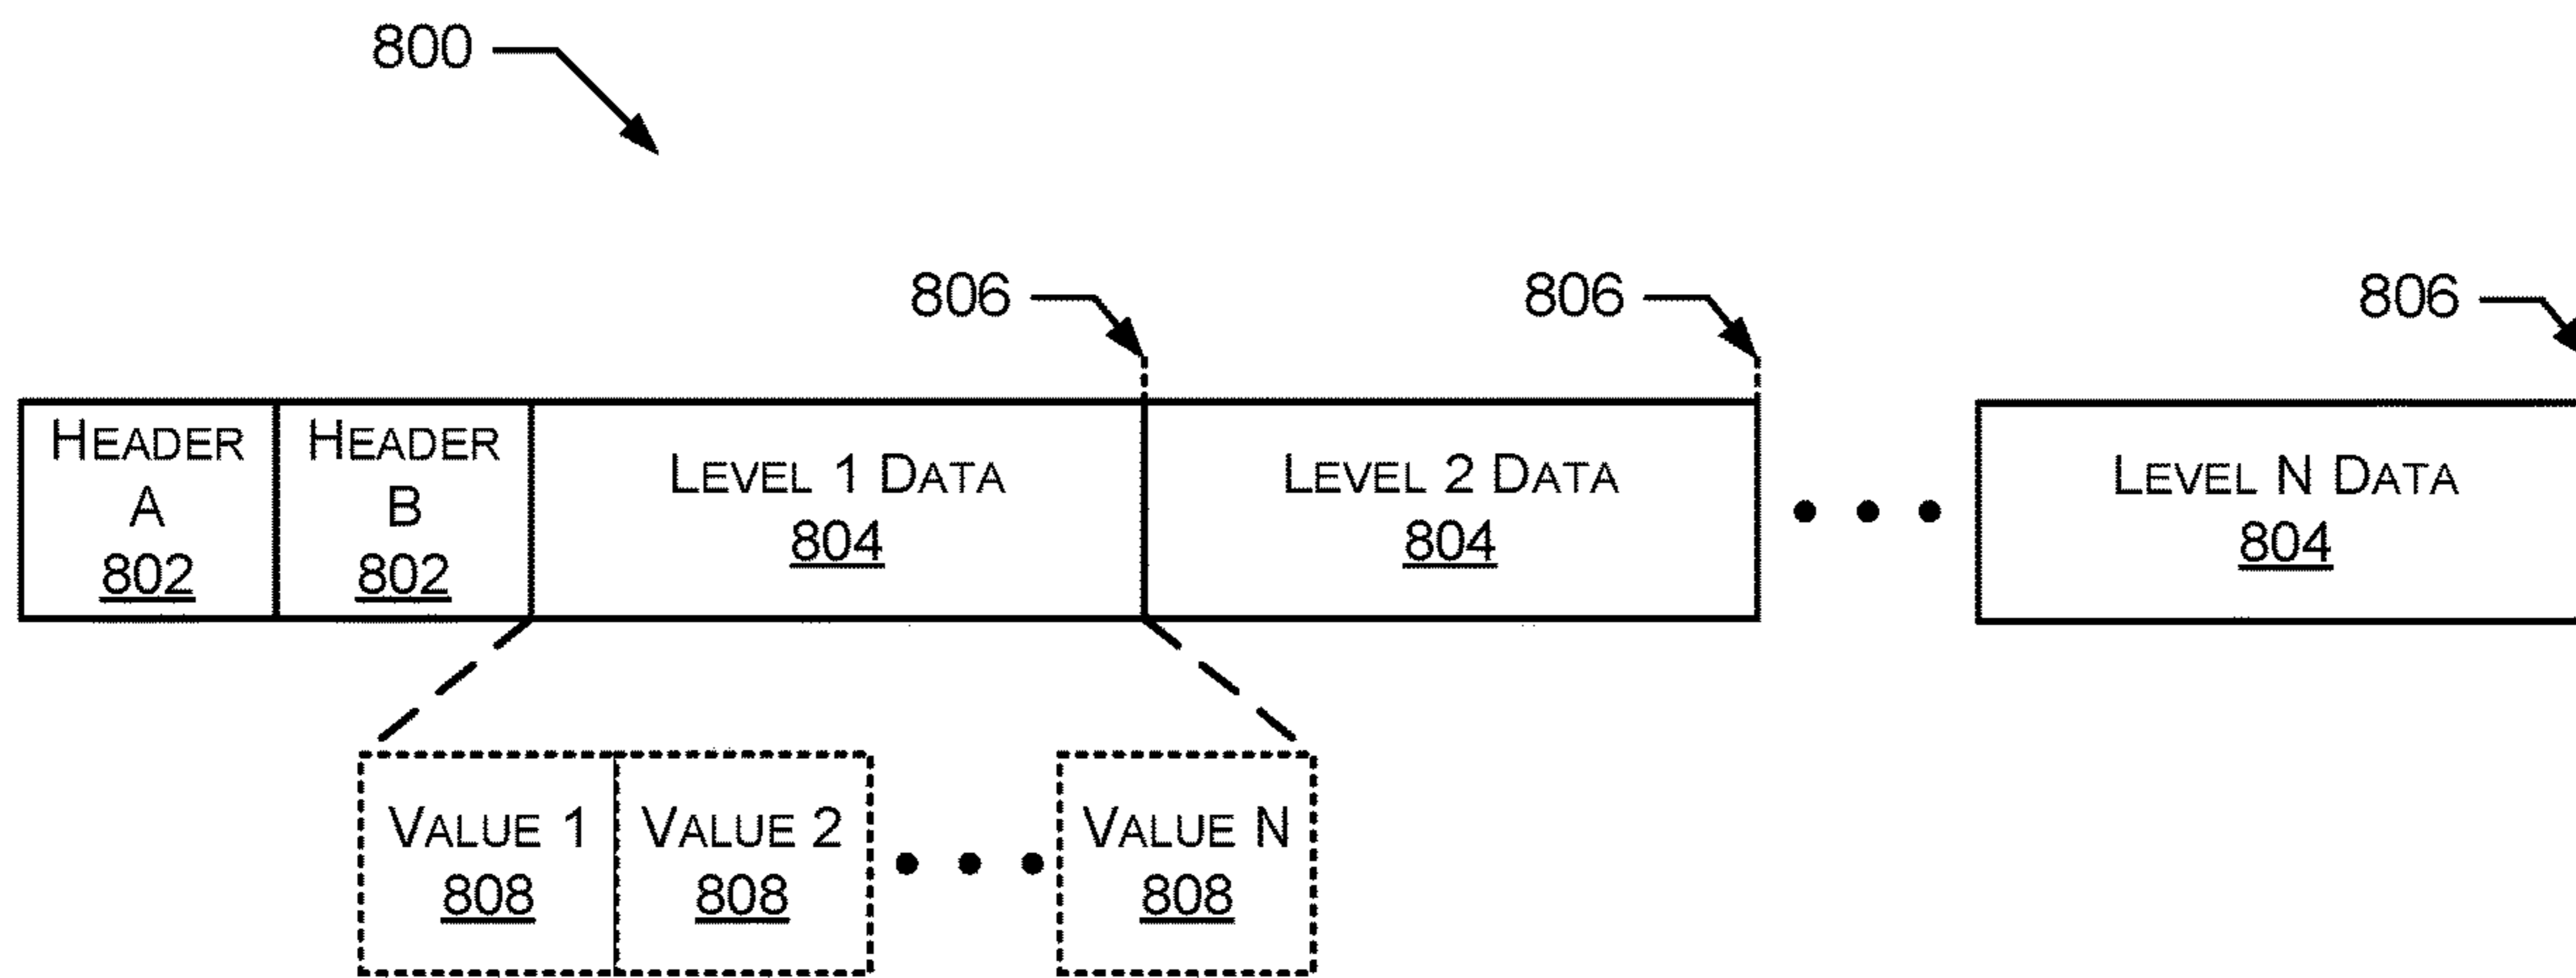 800
806 806 806
HEADER HEADER
A B
802 802
LEVEL 1 DATA LEVEL 2 DATA LEVEL N DATA
804 804 804
VALUE 1 VALUE 2 VALUE N
808 808 808